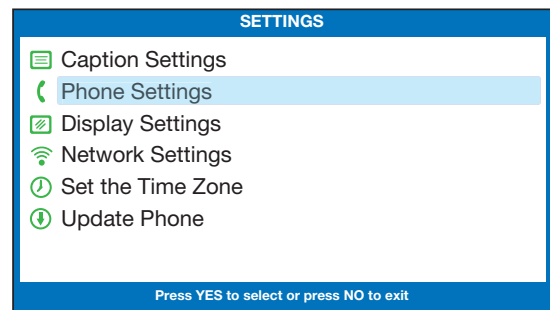 SETTINGS
Caption Settings
Phone Settings
Display Settings
Network Settings
Set the Time Zone
Update Phone
Press YES to select or press NO to exit